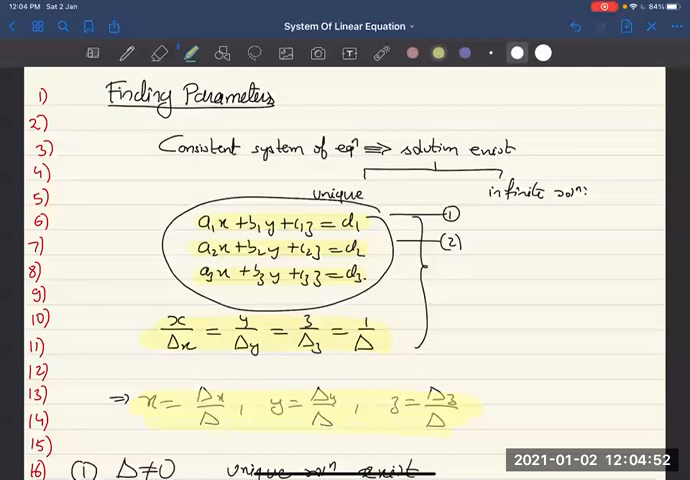 12:04 PM Sat 2 Jan
84%
System Of Linear Equation
1) Finding Parameters
2)
3) Consistent system of eqⁿ ⟹ solution exist
4)
5) unique infinite solⁿ:
6) a₁x + b₁y + c₁z = d₁ — (1)
7) a₂x + b₂y + c₂z = d₂ — (2)
8) a₃x + b₃y + c₃z = d₃.
9)
10) x/Δx = y/Δy = z/Δz = 1/Δ
11)
12)
13) ⇒ x = Δx/Δ, y = Δy/Δ, z = Δz/Δ
14)
15)
16) (1) Δ≠0 unique solⁿ exist
2021-01-02 12:04:52